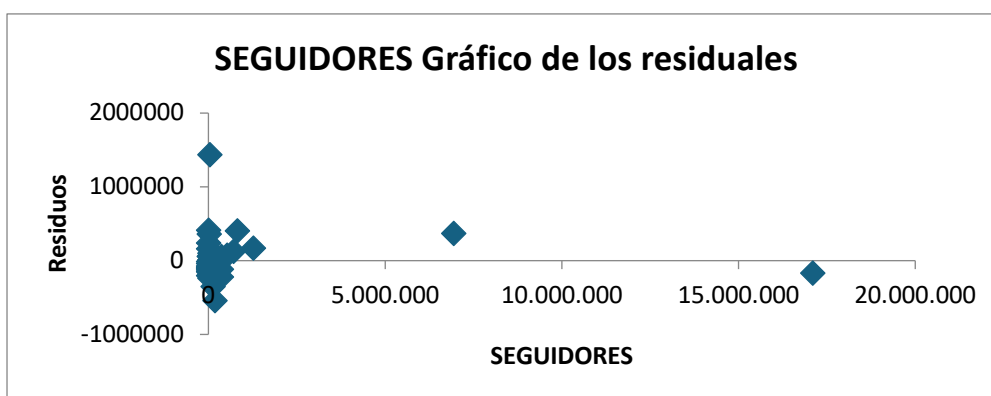 SEGUIDORES Gráfico de los residuales
2000000
1000000
0
-1000000
Residuos
0 5.000.000 10.000.000 15.000.000 20.000.000
SEGUIDORES